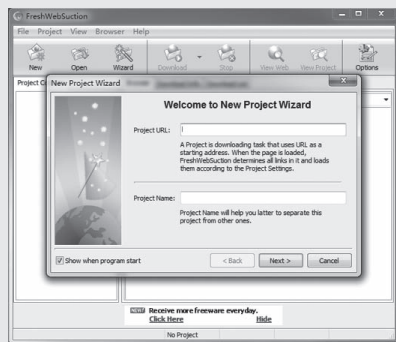 FreshWebSuction
File Project View Browser Help
New Open Wizard Download Stop View Web View Project Options
New Project Wizard
Welcome to New Project Wizard
Project URL:
A Project is downloading task that uses URL as a
starting address. When the page is loaded,
FreshWebSuction determines all links in it and loads
them according to the Project Settings.
Project Name:
Project Name will help you latter to separate this
project from other ones.
Show when program
start
< Back Next > Cancel
NEW! Receive more freeware everyday.
Click Here Hide
No Project